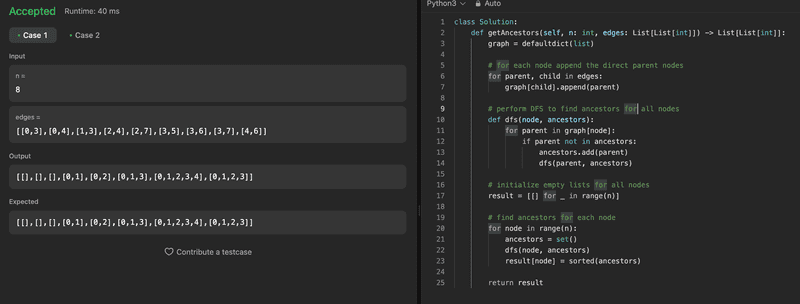 Accepted Runtime: 40 ms
• Case 1 • Case 2
Input
n =
8
edges =
[[0,3],[0,4],[1,3],[2,4],[2,7],[3,5],[3,6],[3,7],[4,6]]
Output
[[],[],[],[0,1],[0,2],[0,1,3],[0,1,2,3,4],[0,1,2,3]]
Expected
[[],[],[],[0,1],[0,2],[0,1,3],[0,1,2,3,4],[0,1,2,3]]
Contribute a testcase
Python3 Auto
1 class Solution:
2     def getAncestors(self, n: int, edges: List[List[int]]) -> List[List[int]]:
3         graph = defaultdict(list)
4
5         # for each node append the direct parent nodes
6         for parent, child in edges:
7             graph[child].append(parent)
8
9         # perform DFS to find ancestors for all nodes
10         def dfs(node, ancestors):
11             for parent in graph[node]:
12                 if parent not in ancestors:
13                     ancestors.add(parent)
14                     dfs(parent, ancestors)
15
16         # initialize empty lists for all nodes
17         result = [[] for _ in range(n)]
18
19         # find ancestors for each node
20         for node in range(n):
21             ancestors = set()
22             dfs(node, ancestors)
23             result[node] = sorted(ancestors)
24
25         return result